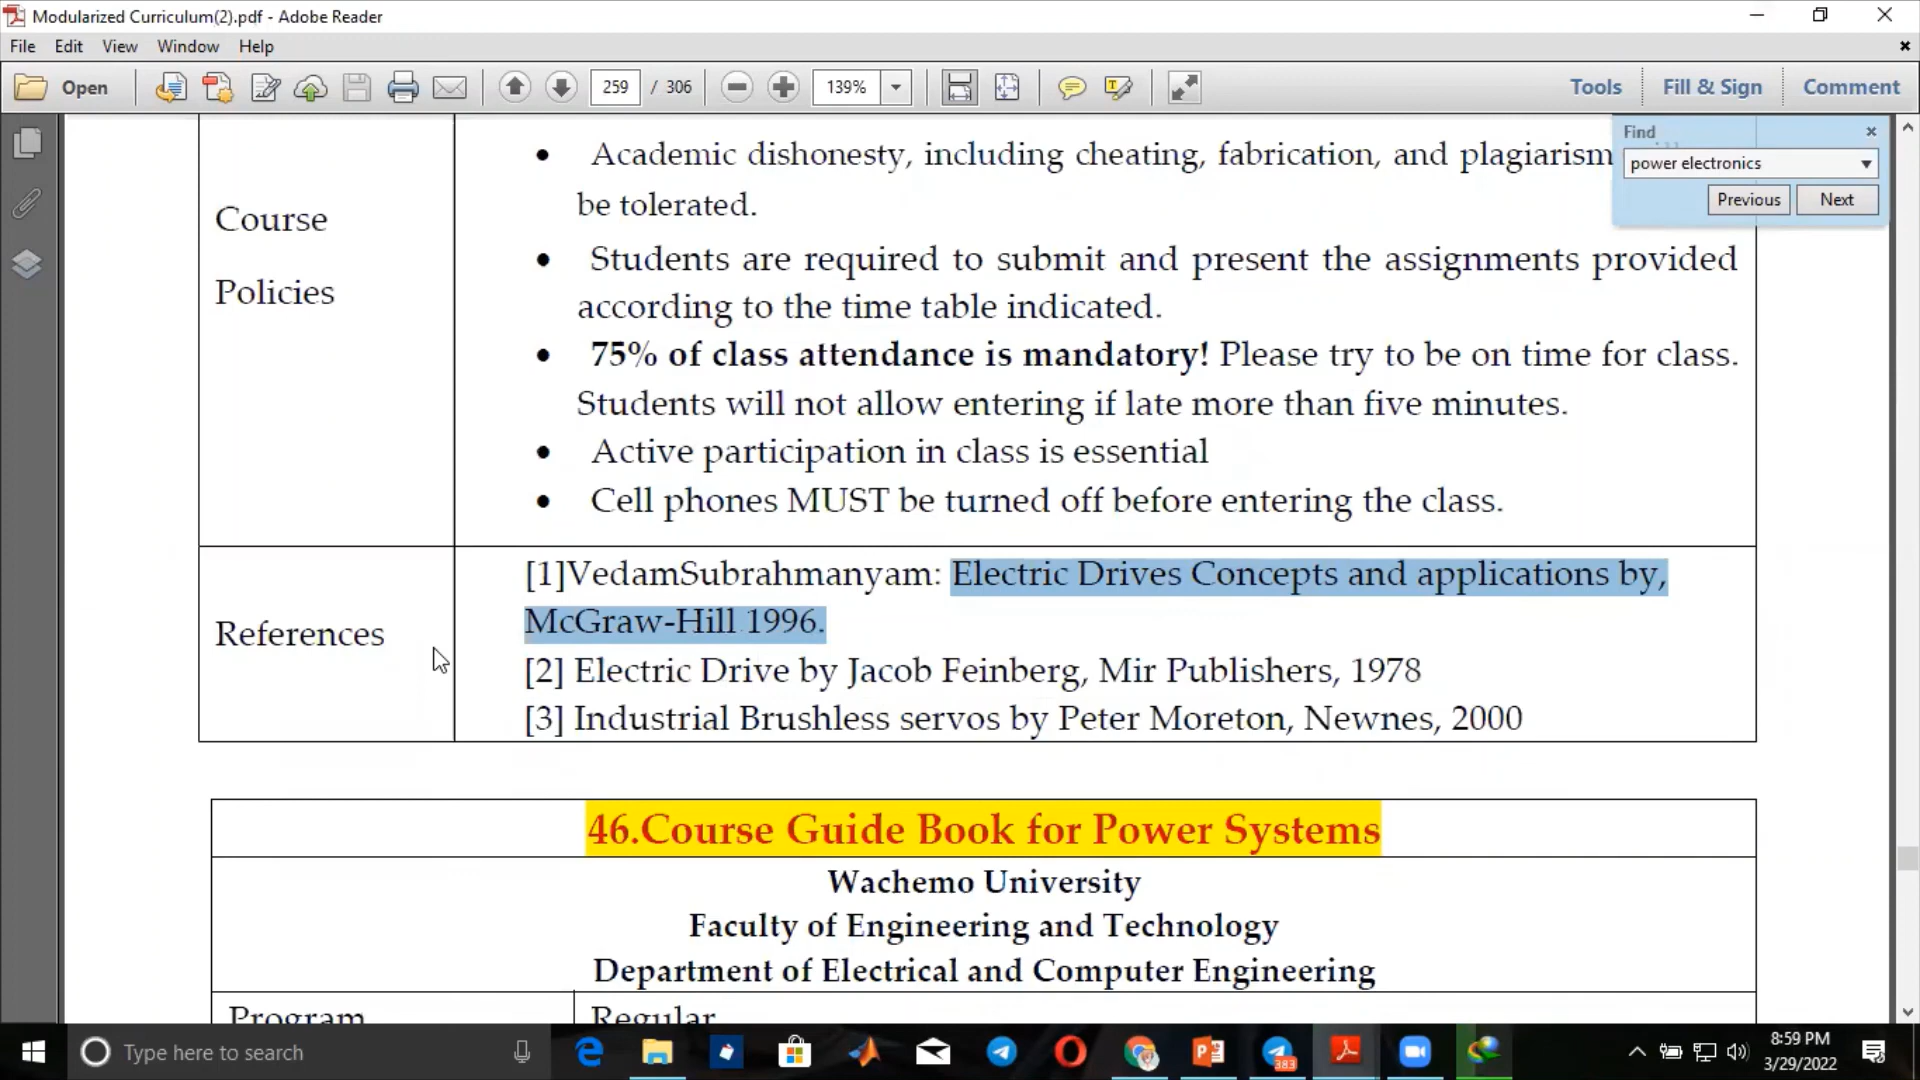 Modularized Curriculum(2).pdf - Adobe Reader
File Edit View Window Help
Open 259 / 306 139% Tools Fill & Sign Comment
Find
power electronics
Previous Next
Course
Policies
• Academic dishonesty, including cheating, fabrication, and plagiarism
be tolerated.
• Students are required to submit and present the assignments provided
according to the time table indicated.
• 75% of class attendance is mandatory! Please try to be on time for class.
Students will not allow entering if late more than five minutes.
• Active participation in class is essential
• Cell phones MUST be turned off before entering the class.
References
[1]VedamSubrahmanyam: Electric Drives Concepts and applications by,
McGraw-Hill 1996.
[2] Electric Drive by Jacob Feinberg, Mir Publishers, 1978
[3] Industrial Brushless servos by Peter Moreton, Newnes, 2000
46.Course Guide Book for Power Systems
Wachemo University
Faculty of Engineering and Technology
Department of Electrical and Computer Engineering
Program Regular
Type here to search
383
8:59 PM
3/29/2022